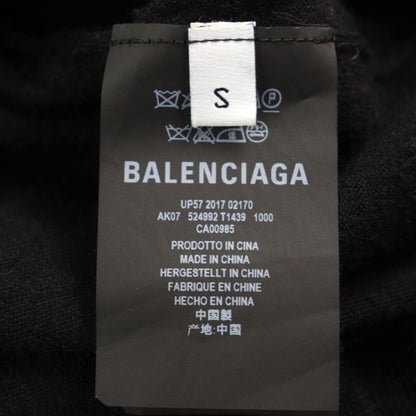 S
BALENCIAGA
UP57 2017 02170
AK07 524992 T1439 1000
CA00985
PRODOTTO IN CINA
MADE IN CHINA
HERGESTELLT IN CHINA
FABRIQUE EN CHINE
HECHO EN CHINA
中国製
产地:中国